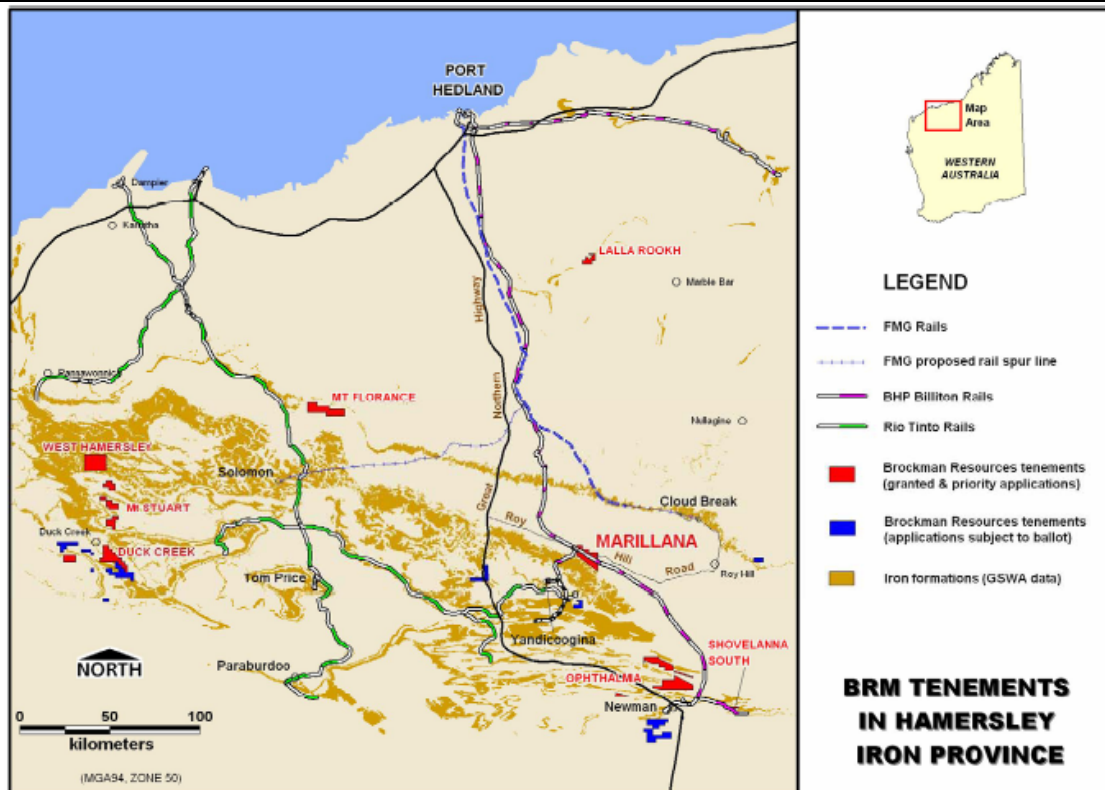 PORT
HEDLAND
Dampier
Karratha
LALLA ROOKH
Marble Bar
Highway
Pannawonica
MT FLORANCE
Northern
Nullagine
WEST HAMERSLEY
Solomon
Cloud Break
Mt STUART
Great
Roy
Duck Creek
MARILLANA
DUCK CREEK
Hill
Tom Price
Road
Roy Hill
Yandicoogina
SHOVELANNA
SOUTH
NORTH
Paraburdoo
OPHTHALMIA
Newman
0 50 100
kilometers
(MGA94, ZONE 50)
Map
Area
WESTERN
AUSTRALIA
LEGEND
FMG Rails
FMG proposed rail spur line
BHP Billiton Rails
Rio Tinto Rails
Brockman Resources tenements
(granted & priority applications)
Brockman Resources tenements
(applications subject to ballot)
Iron formations (GSWA data)
BRM TENEMENTS
IN HAMERSLEY
IRON PROVINCE